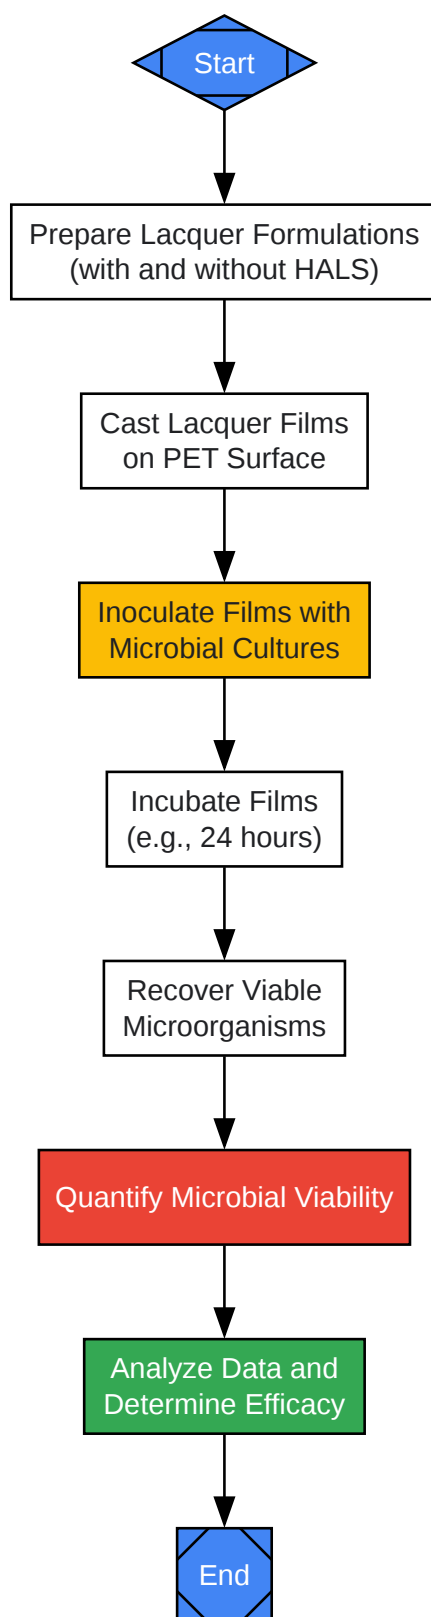 Start
Prepare Lacquer Formulations
(with and without HALS)
Cast Lacquer Films
on PET Surface
Inoculate Films with
Microbial Cultures
Incubate Films
(e.g., 24 hours)
Recover Viable
Microorganisms
Quantify Microbial Viability
Analyze Data and
Determine Efficacy
End